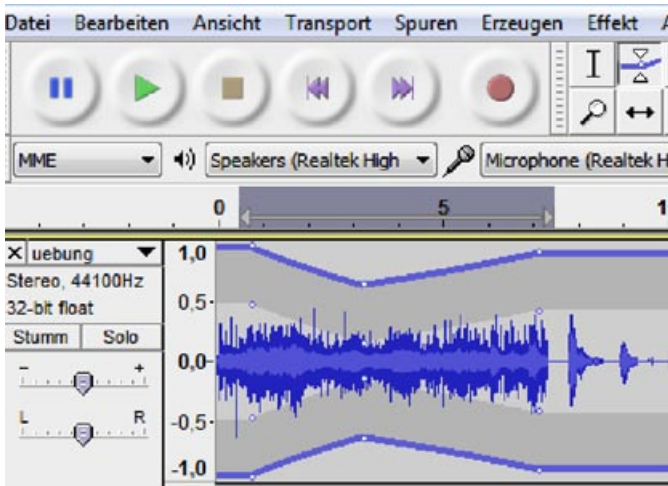 Datei Bearbeiten Ansicht Transport Spuren Erzeugen Effekt
MME Speakers (Realtek High Microphone (Realtek H
0 5 1
uebung 1,0
Stereo, 44100Hz
32-bit float 0,5
Stumm Solo
- + 0,0
L R -0,5
-1,0